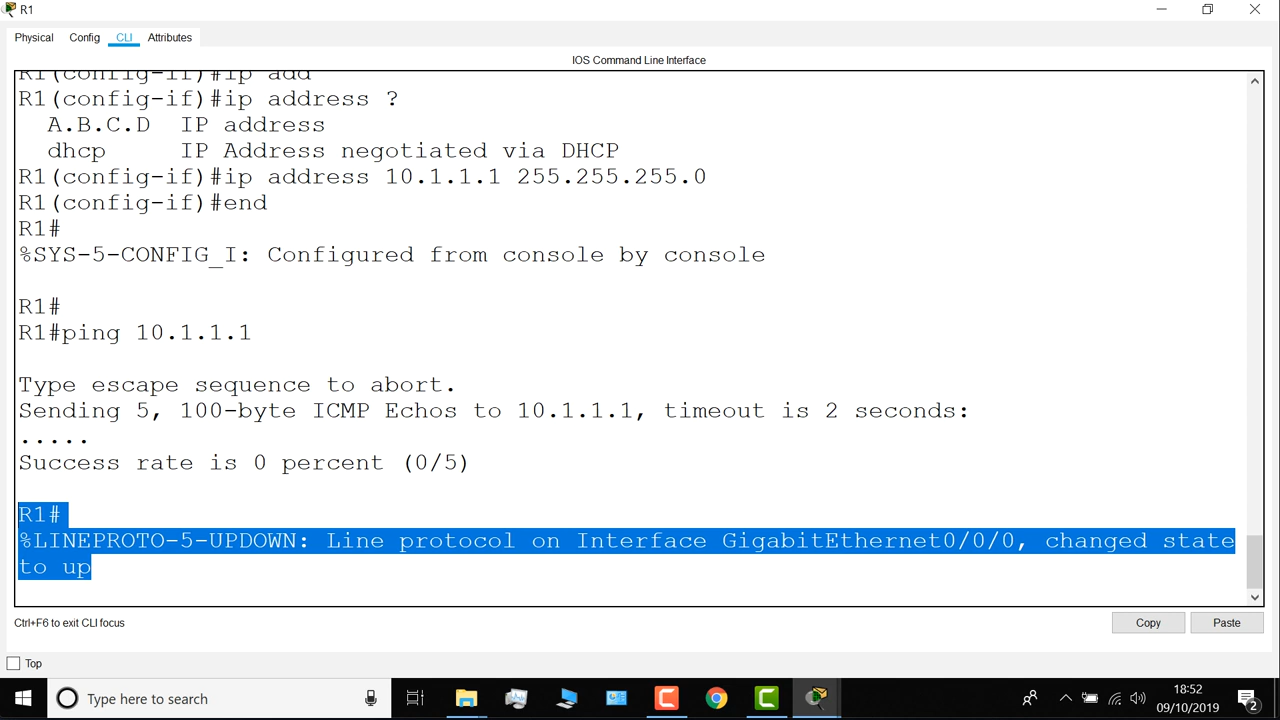 R1
Physical
Config
CLI
Attributes
IOS Command Line Interface
R1(config-if)#ip add
R1(config-if)#ip address ?
A.B.C.D  IP address
dhcp     IP Address negotiated via DHCP
R1(config-if)#ip address 10.1.1.1 255.255.255.0
R1(config-if)#end
R1#
%SYS-5-CONFIG_I: Configured from console by console
R1#
R1#ping 10.1.1.1
Type escape sequence to abort.
Sending 5, 100-byte ICMP Echos to 10.1.1.1, timeout is 2 seconds:
.....
Success rate is 0 percent (0/5)
R1#
%LINEPROTO-5-UPDOWN: Line protocol on Interface GigabitEthernet0/0/0, changed state
to up
Ctrl+F6 to exit CLI focus
Copy
Paste
Top
Type here to search
18:52
09/10/2019
2